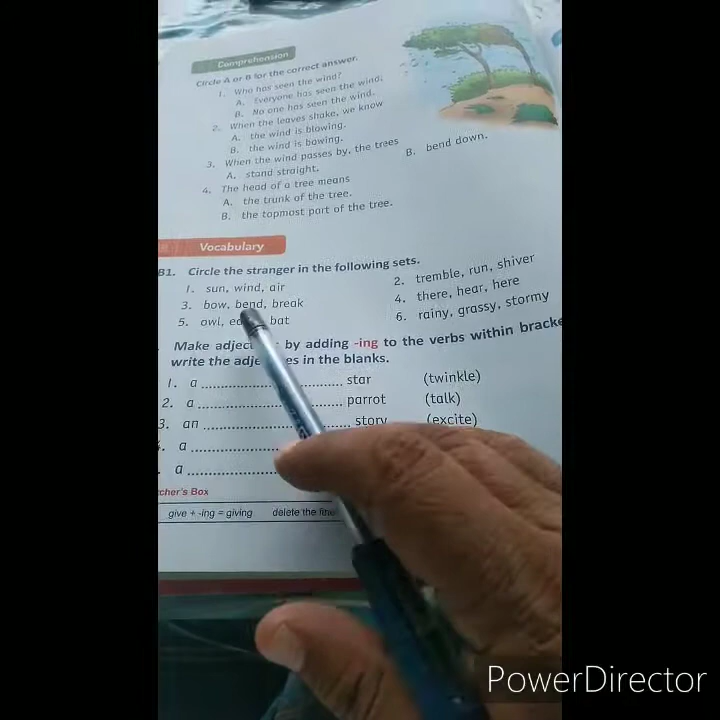 Comprehension
Circle A or B for the correct answer.
1. Who has seen the wind?
A. Everyone has seen the wind.
B. No one has seen the wind.
2. When the leaves shake, we know
A. the wind is blowing.
B. the wind is bowing.
3. When the wind passes by, the trees
A. stand straight. B. bend down.
4. The head of a tree means
A. the trunk of the tree.
B. the topmost part of the tree.
Vocabulary
B1. Circle the stranger in the following sets.
1. sun, wind, air 2. tremble, run, shiver
3. bow, bend, break 4. there, hear, here
5. owl, bat 6. rainy, grassy, stormy
Make by adding -ing to the verbs within
write the in the blanks.
1. a ........................ star (twinkle)
2. a ........................ parrot (talk)
3. an ........................ story (excite)
. a ................
. a ................
cher's Box
give + -ing = giving delete the
PowerDirector